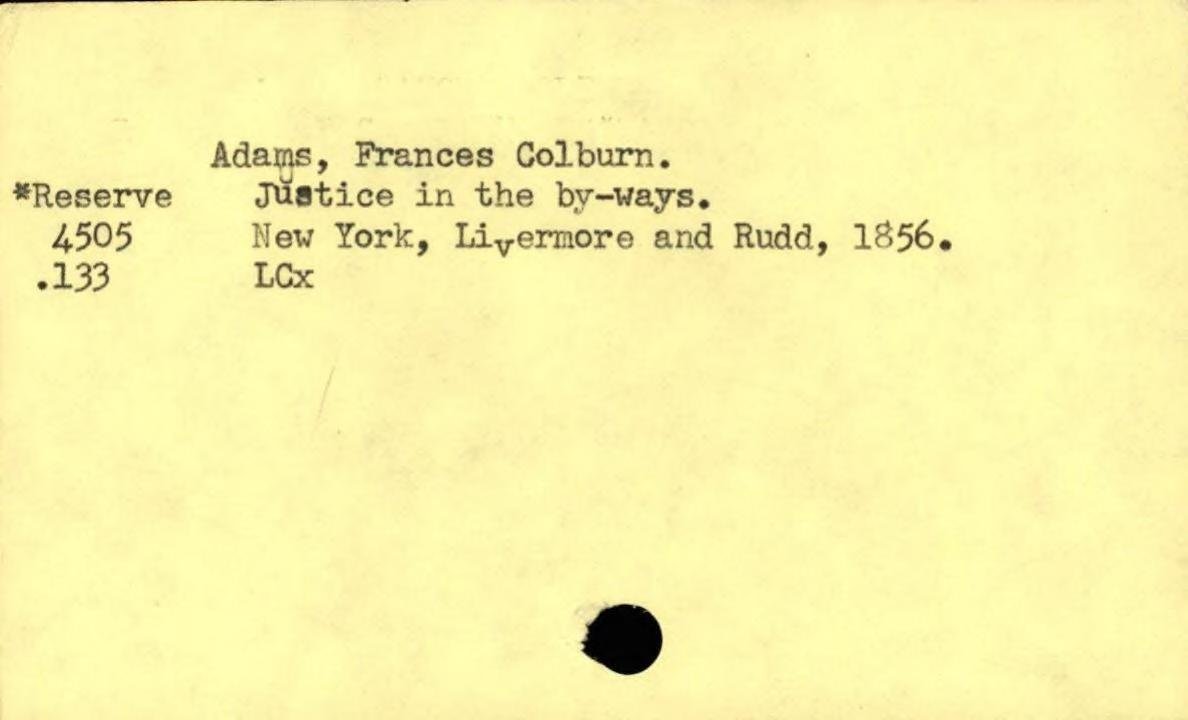 Adams, Frances Colburn.
*Reserve Justice in the by-ways.
4505 New York, Livermore and Rudd, 1856.
.133 LCx